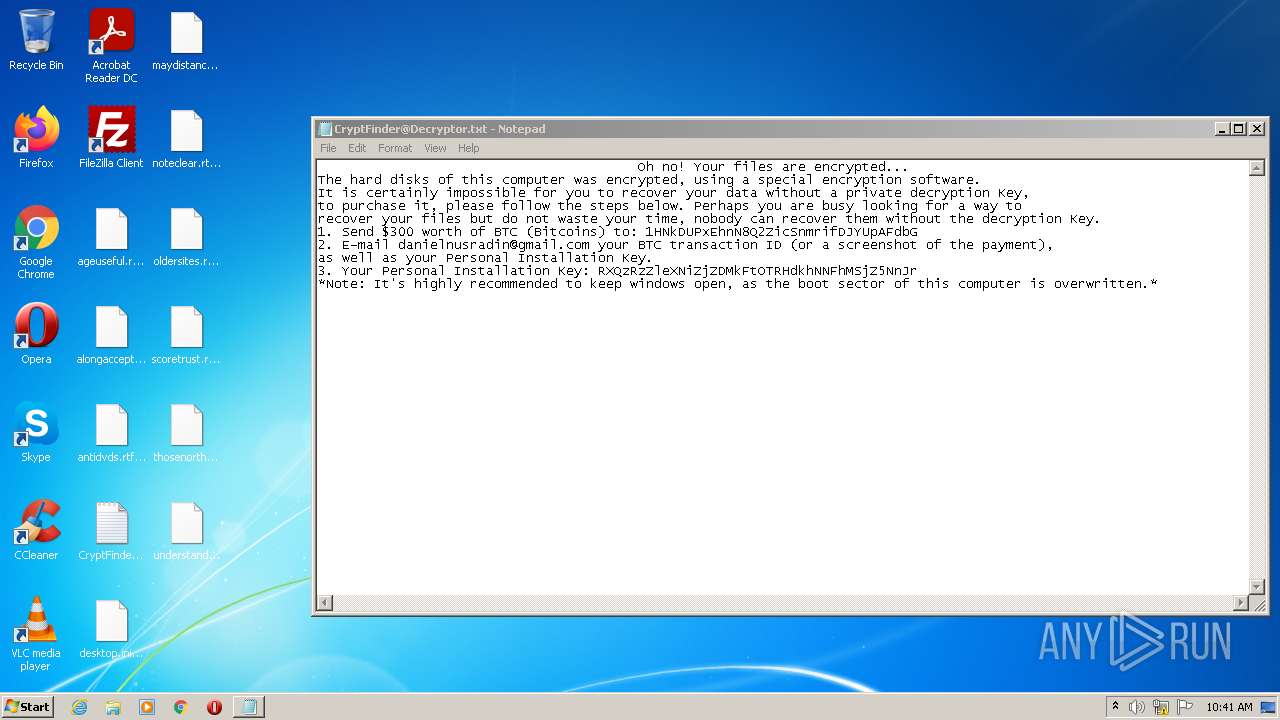 Recycle Bin
Acrobat
Reader DC
maydistanc...
Firefox
FileZilla Client
noteclear.rt...
Google
Chrome
ageuseful.r...
oldersites.r...
Opera
alongaccept...
scoretrust.r...
Skype
antidvds.rtf...
thosenorth...
CCleaner
CryptFinde...
understand...
VLC media
player
desktop.ini...
CryptFinder@Decryptor.txt - Notepad
File Edit Format View Help
Oh no! Your files are encrypted...
The hard disks of this computer was encrypted, using a special encryption software.
It is certainly impossible for you to recover your data without a private decryption Key,
to purchase it, please follow the steps below. Perhaps you are busy looking for a way to
recover your files but do not waste your time, nobody can recover them without the decryption Key.
1. Send $300 worth of BTC (Bitcoins) to: 1HNkDUPxEhnN8Q2ZicSnmrifDJYUpAFdbG
2. E-mail danielnusradin@gmail.com your BTC transaction ID (or a screenshot of the payment),
as well as your Personal Installation Key.
3. Your Personal Installation Key: RXQzRzZleXNiZjZHWkFtOTRHdkhNNFhMSjZ5NnJr
*Note: It's highly recommended to keep windows open, as the boot sector of this computer is overwritten.*
ANY RUN
Start
10:41 AM